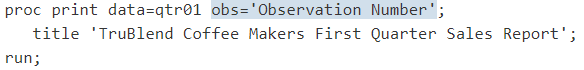 proc print data=qtr01 obs='Observation Number';
   title 'TruBlend Coffee Makers First Quarter Sales Report';
run;